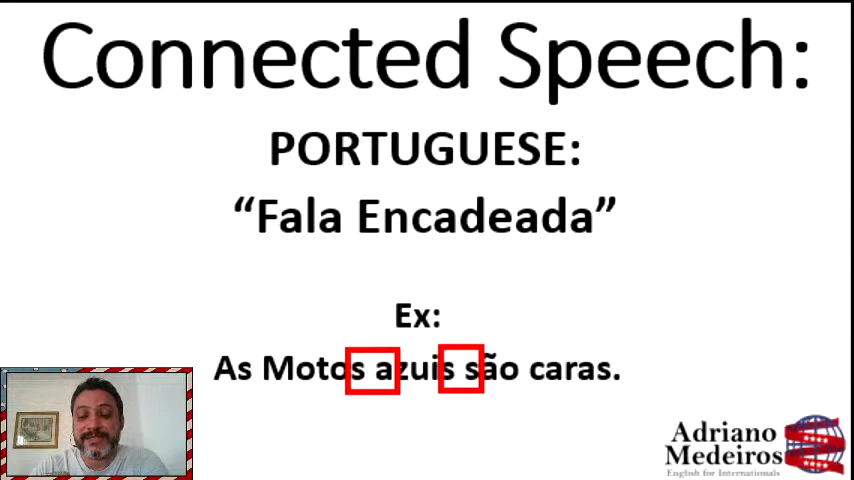 Connected Speech:
PORTUGUESE:
“Fala Encadeada”
Ex:
As Motos azuis são caras.
Adriano
Medeiros
English for Internationals